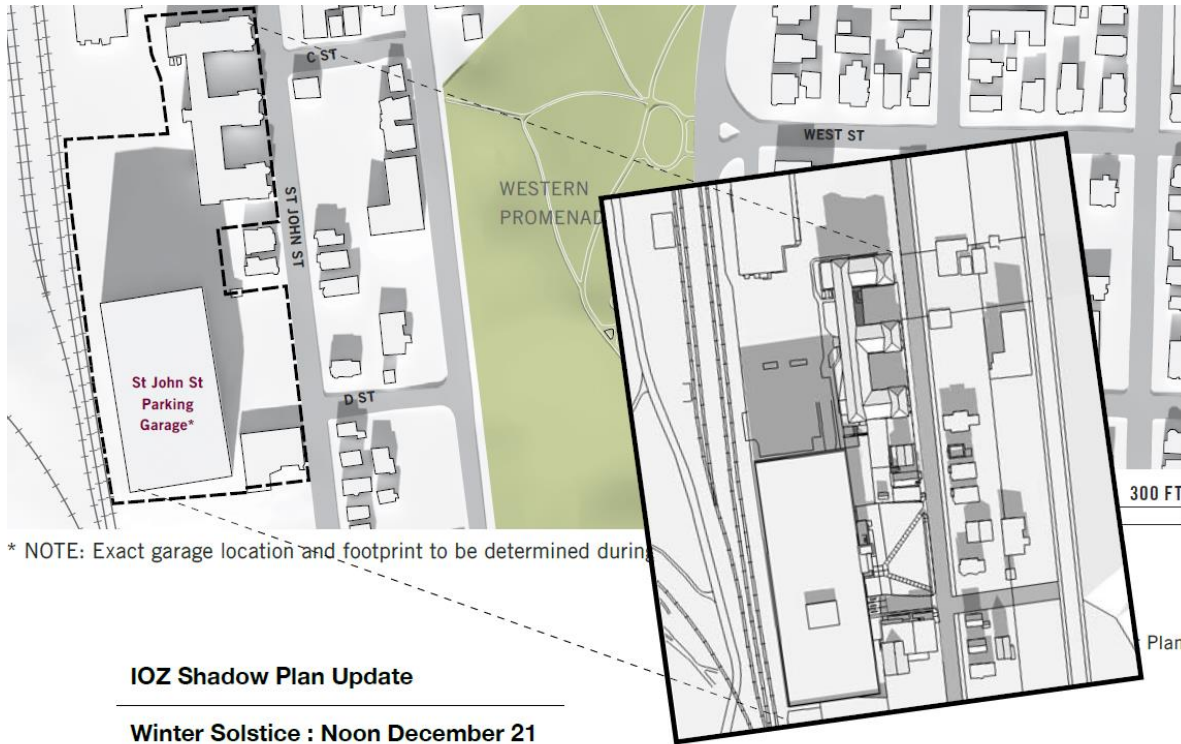 C ST
WEST ST
ST JOHN ST
WESTERN
PROMENAD
St John St
Parking
Garage*
D ST
300 FT
* NOTE: Exact garage location and footprint to be determined during
Plan
IOZ Shadow Plan Update
Winter Solstice : Noon December 21